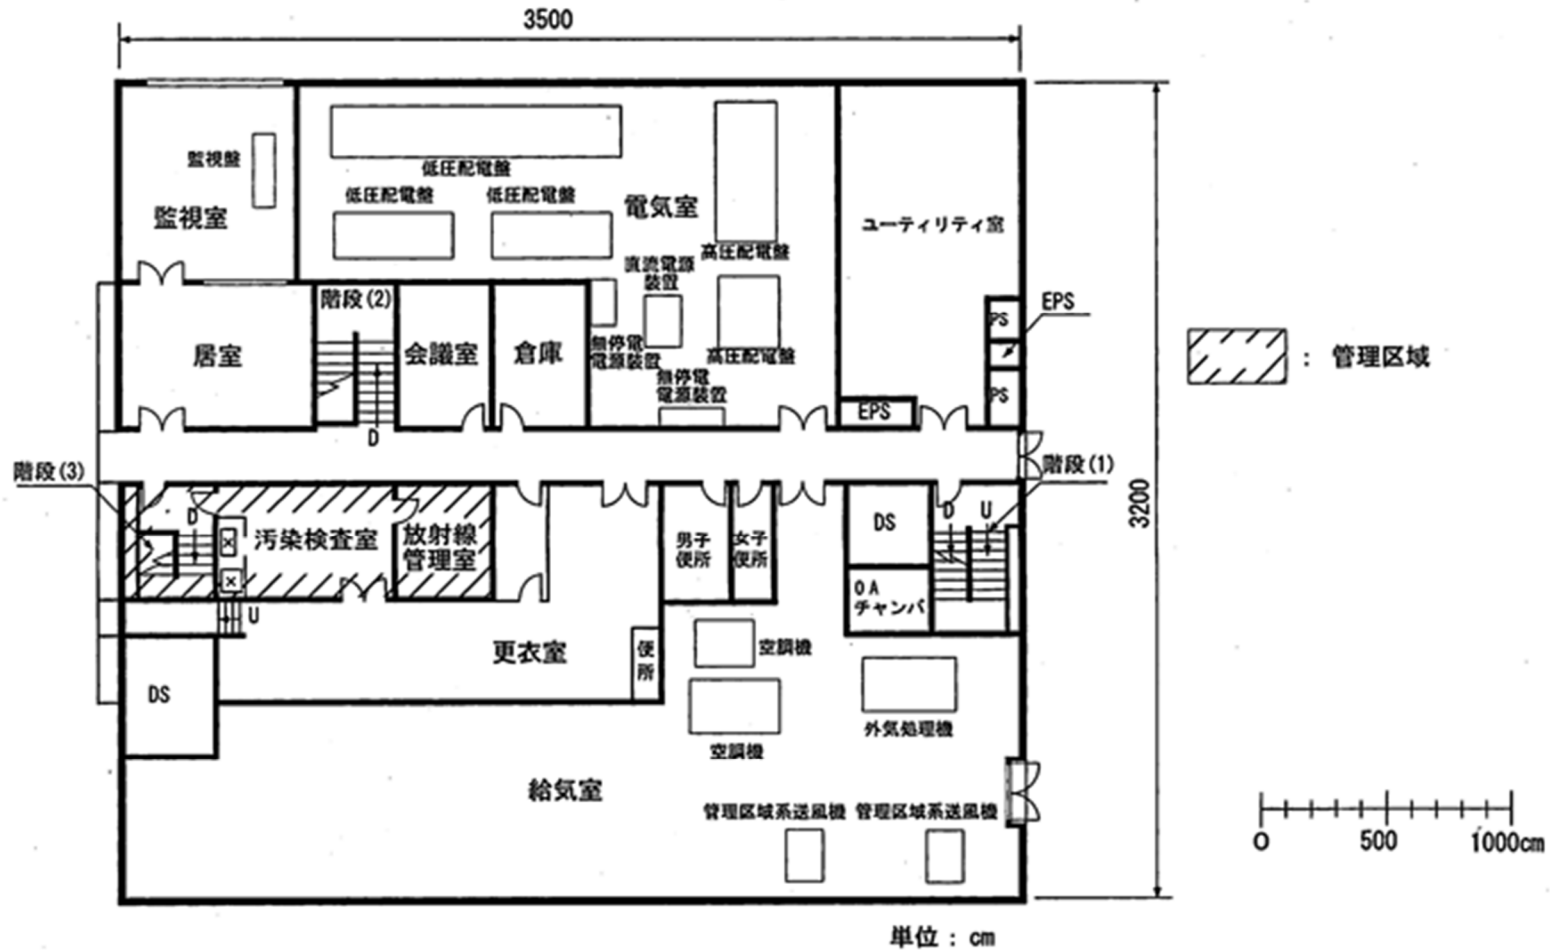 3500
監視盤
監視室
低圧配電盤
低圧配電盤
低圧配電盤
電気室
高圧配電盤
直流電源
装置
ユーティリティ室
階段(2)
PS
EPS
居室
会議室
倉庫
無停電
電源装置
高圧配電盤
無停電
電源装置
PS
EPS
D
: 管理区域
階段(3)
階段(1)
3200
D
汚染検査室
放射線
管理室
男子
便所
女子
便所
DS
D
U
OA
チャンバ
U
更衣室
便
所
空調機
DS
空調機
外気処理機
給気室
管理区域系送風機
管理区域系送風機
0
500
1000cm
単位 : cm